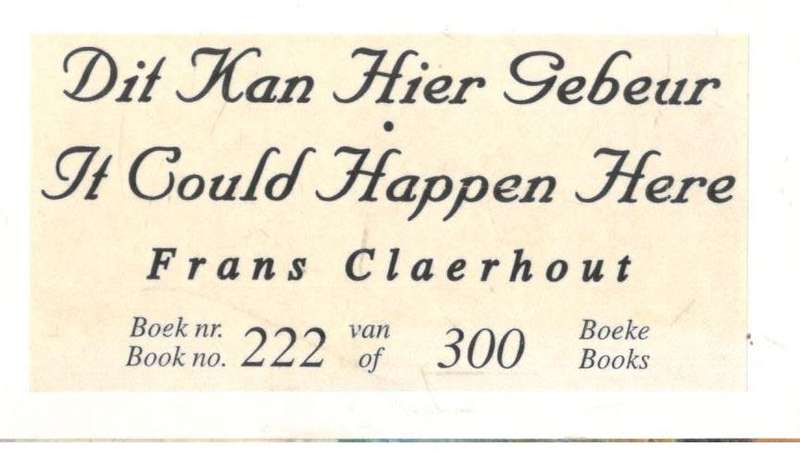 Dit Kan Hier Gebeur
•
It Could Happen Here
Frans Claerhout
Boek nr. 222 van 300 Boeke
Book no. of Books